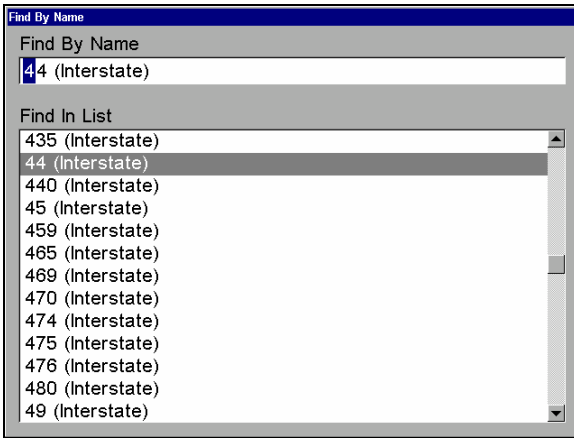 Find By Name
Find By Name
44 (Interstate)
Find In List
435 (Interstate)
44 (Interstate)
440 (Interstate)
45 (Interstate)
459 (Interstate)
465 (Interstate)
469 (Interstate)
470 (Interstate)
474 (Interstate)
475 (Interstate)
476 (Interstate)
480 (Interstate)
49 (Interstate)